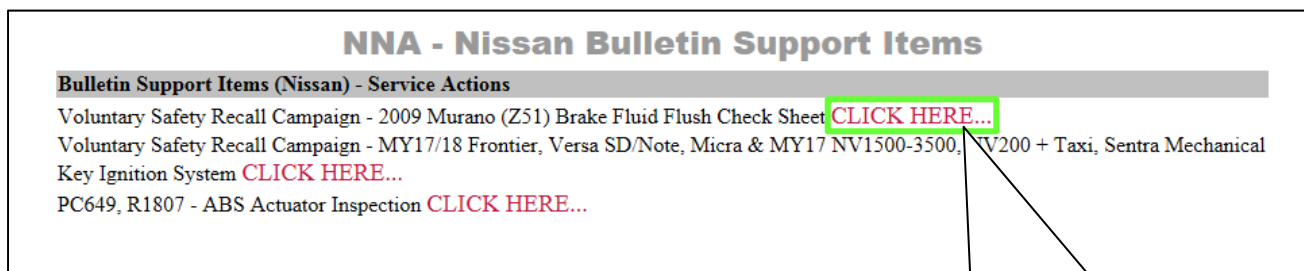 NNA - Nissan Bulletin Support Items
Bulletin Support Items (Nissan) - Service Actions
Voluntary Safety Recall Campaign - 2009 Murano (Z51) Brake Fluid Flush Check Sheet CLICK HERE...
Voluntary Safety Recall Campaign - MY17/18 Frontier, Versa SD/Note, Micra & MY17 NV1500-3500, NV200 + Taxi, Sentra Mechanical
Key Ignition System CLICK HERE...
PC649, R1807 - ABS Actuator Inspection CLICK HERE...